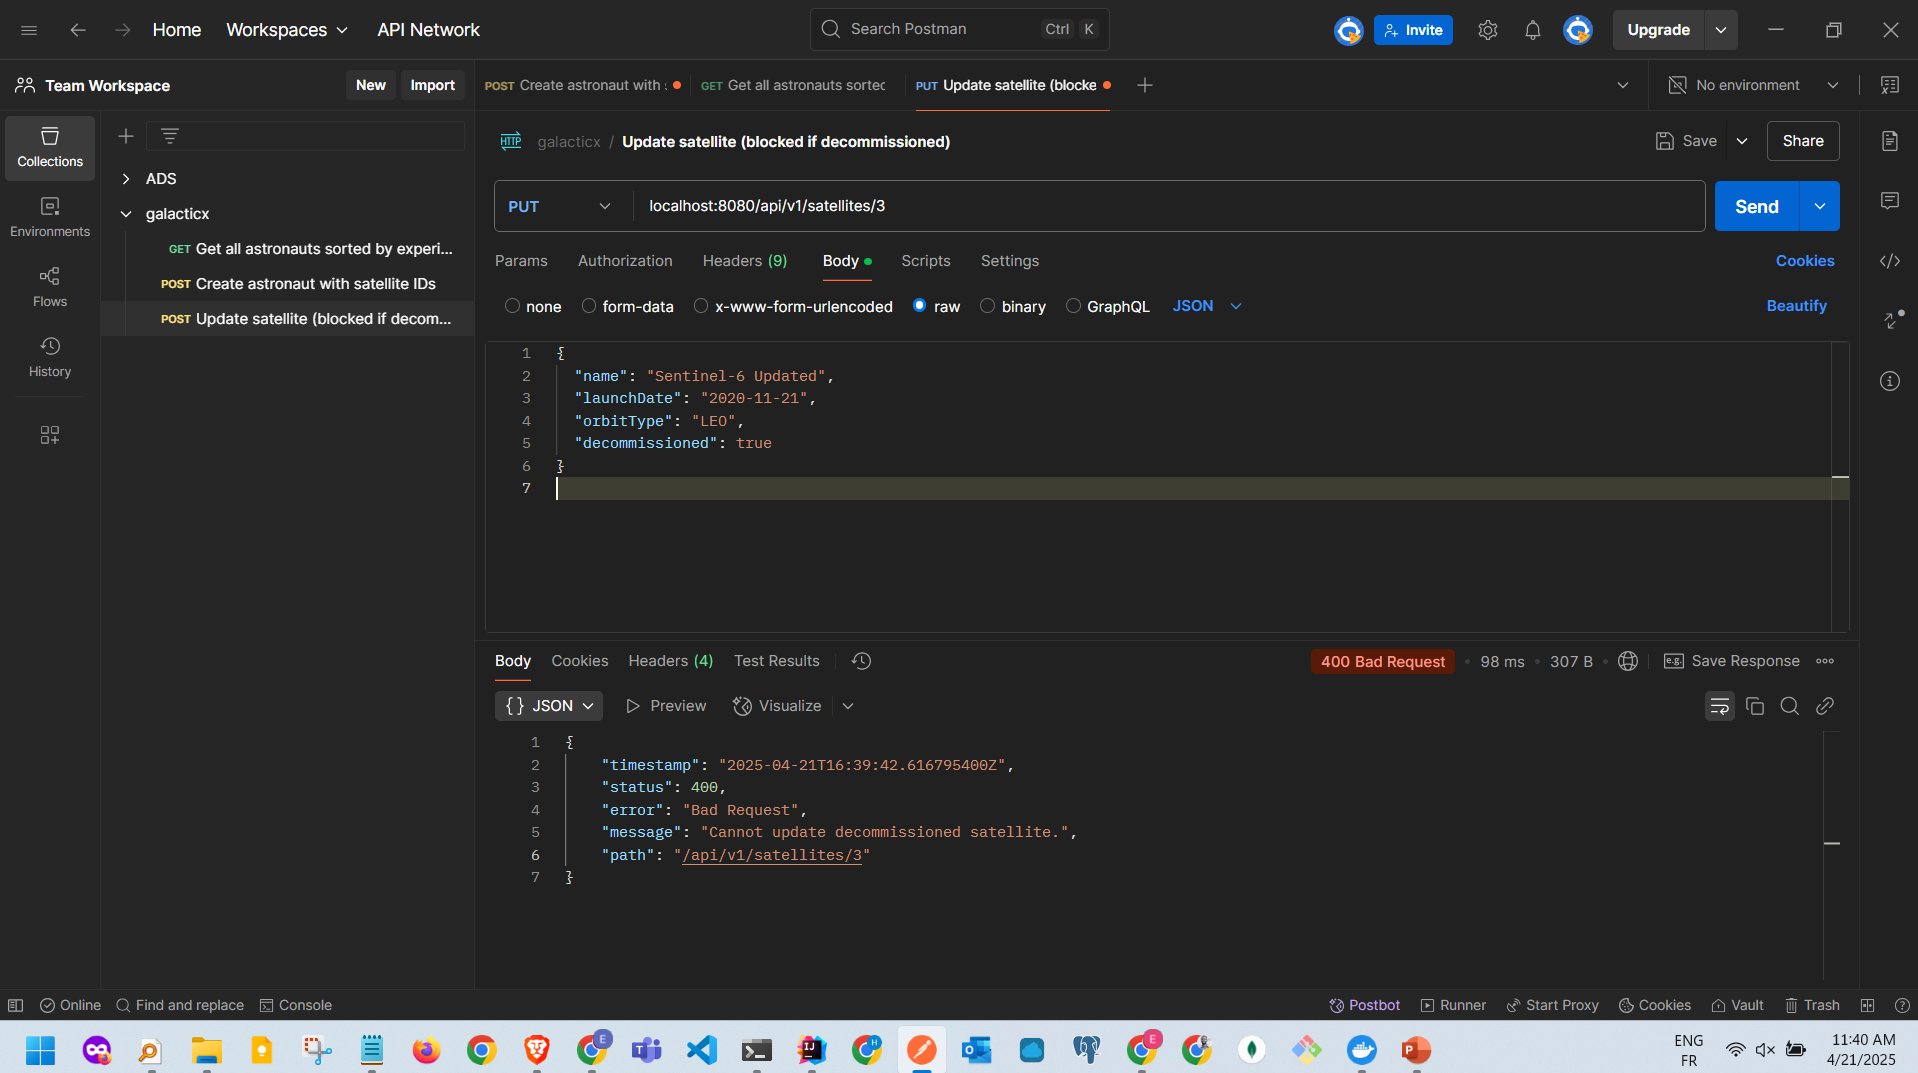 Home Workspaces API Network Search Postman Ctrl K Invite Upgrade
Team Workspace New Import POST Create astronaut with s GET Get all astronauts sorted PUT Update satellite (blocke No environment
Collections
Environments
Flows
History
ADS
galacticx
GET Get all astronauts sorted by experi...
POST Create astronaut with satellite IDs
POST Update satellite (blocked if decom...
HTTP galacticx / Update satellite (blocked if decommissioned) Save Share
PUT localhost:8080/api/v1/satellites/3 Send
Params Authorization Headers (9) Body Scripts Settings Cookies
none form-data x-www-form-urlencoded raw binary GraphQL JSON Beautify
1 {
2 "name": "Sentinel-6 Updated",
3 "launchDate": "2020-11-21",
4 "orbitType": "LEO",
5 "decommissioned": true
6 }
7
Body Cookies Headers (4) Test Results 400 Bad Request • 98 ms • 307 B e.g. Save Response
{} JSON Preview Visualize
1 {
2 "timestamp": "2025-04-21T16:39:42.616795400Z",
3 "status": 400,
4 "error": "Bad Request",
5 "message": "Cannot update decommissioned satellite.",
6 "path": "/api/v1/satellites/3"
7 }
Online Find and replace Console Postbot Runner Start Proxy Cookies Vault Trash
ENG
FR
11:40 AM
4/21/2025